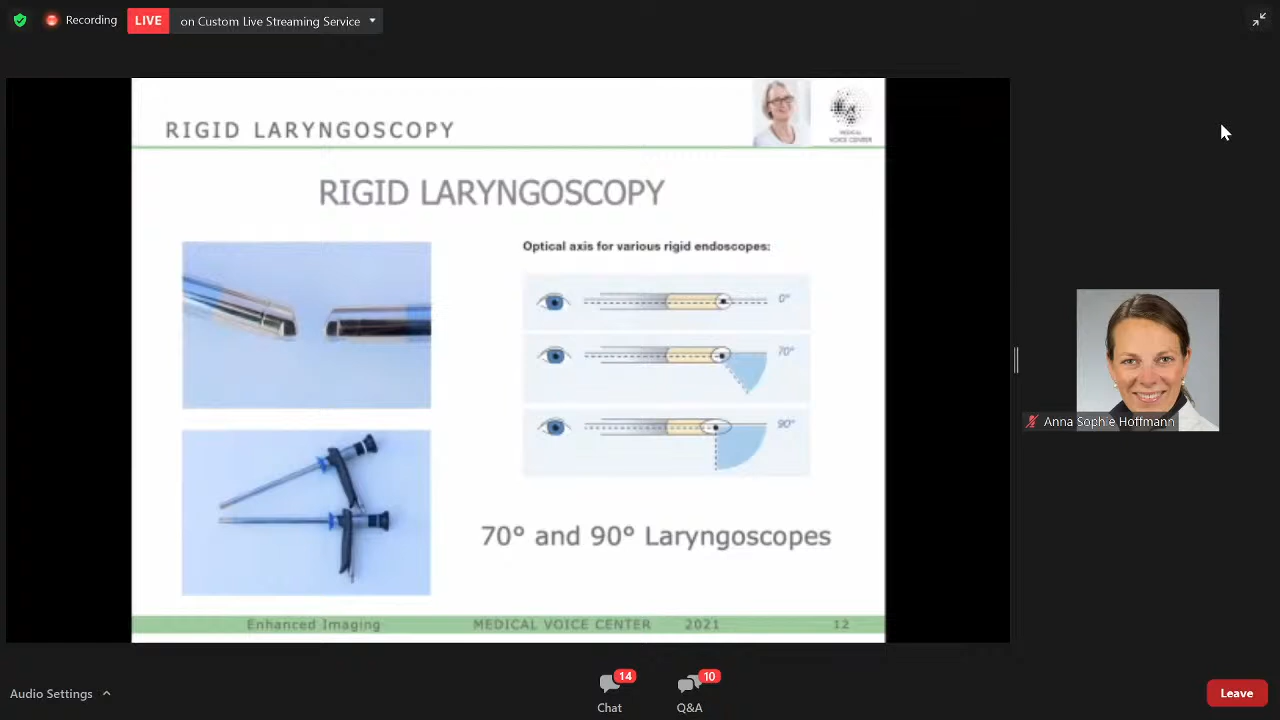 Recording
LIVE
on Custom Live Streaming Service
RIGID LARYNGOSCOPY
MEDICAL
VOICE CENTER
RIGID LARYNGOSCOPY
Optical axis for various rigid endoscopes:
0°
70°
90°
70° and 90° Laryngoscopes
Enhanced Imaging MEDICAL VOICE CENTER 2021 12
Anna Sophie Hoffmann
Audio Settings
14
Chat
10
Q&A
Leave